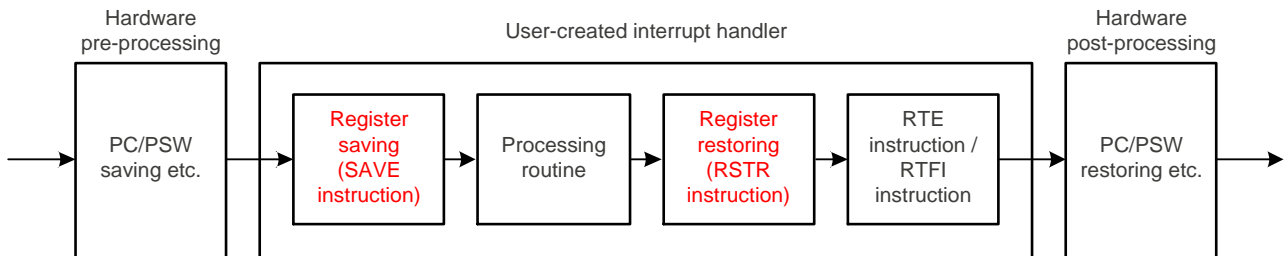 Hardware
pre-processing
User-created interrupt handler
Hardware
post-processing
PC/PSW
saving etc.
Register
saving
(SAVE
instruction)
Processing
routine
Register
restoring
(RSTR
instruction)
RTE
instruction /
RTFI
instruction
PC/PSW
restoring etc.